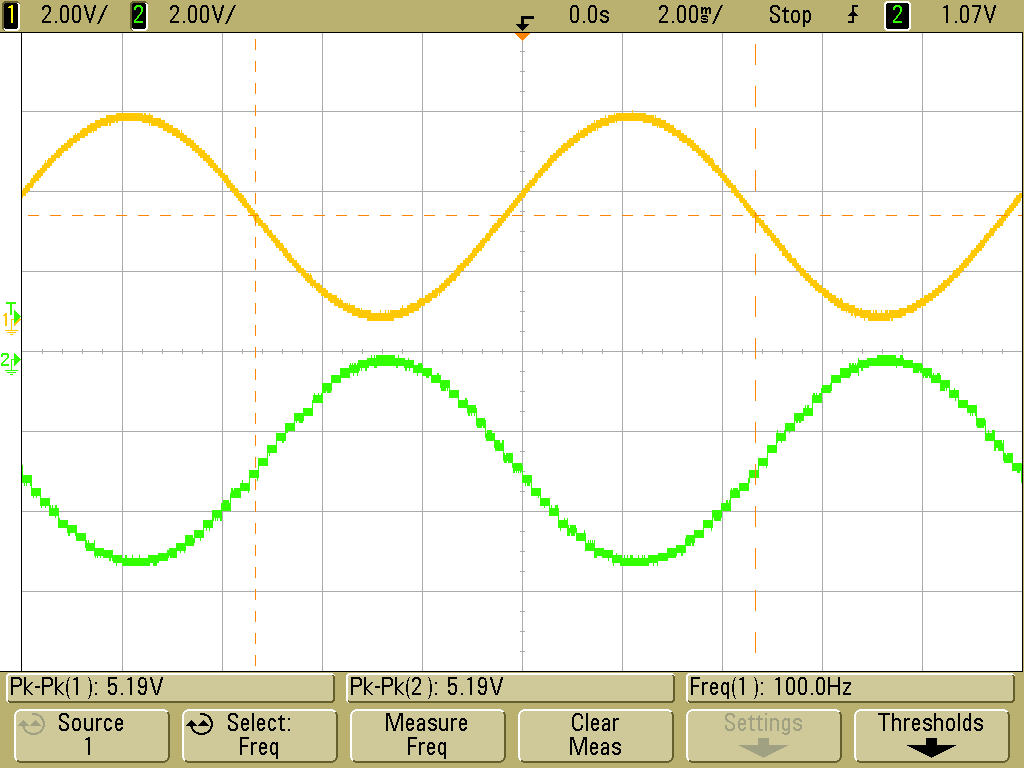 1 2.00V/ 2 2.00V/ 0.0s 2.00ms/ Stop 2 1.07V
T
1
2
Pk-Pk(1): 5.19V Pk-Pk(2): 5.19V Freq(1): 100.0Hz
Source Select: Measure Clear Settings Thresholds
1 Freq Freq Meas